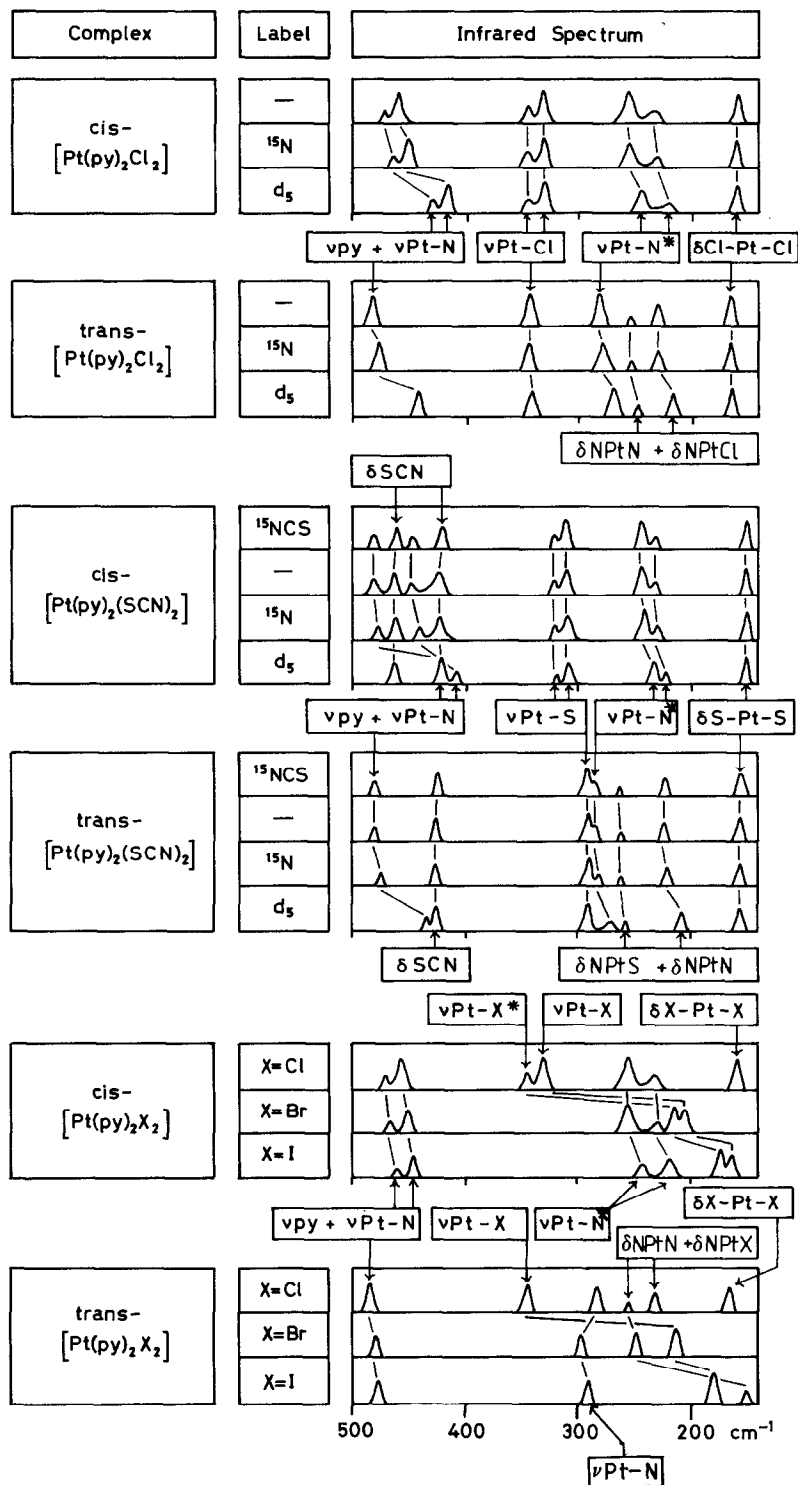 Complex Label Infrared Spectrum
cis-
[Pt(py)₂Cl₂]
—
¹⁵N
d₅
νpy + νPt-N νPt-Cl νPt-N* δCl-Pt-Cl
trans-
[Pt(py)₂Cl₂]
—
¹⁵N
d₅
δNPtN + δNPtCl
δSCN
cis-
[Pt(py)₂(SCN)₂]
¹⁵NCS
—
¹⁵N
d₅
νpy + νPt-N νPt-S νPt-N* δS-Pt-S
trans-
[Pt(py)₂(SCN)₂]
¹⁵NCS
—
¹⁵N
d₅
δSCN δNPtS + δNPtN
νPt-X* νPt-X δX-Pt-X
cis-
[Pt(py)₂X₂]
X=Cl
X=Br
X=I
δX-Pt-X
νpy + νPt-N νPt-X νPt-N*
δNPtN + δNPtX
trans-
[Pt(py)₂X₂]
X=Cl
X=Br
X=I
500 400 300 200 cm⁻¹
νPt-N